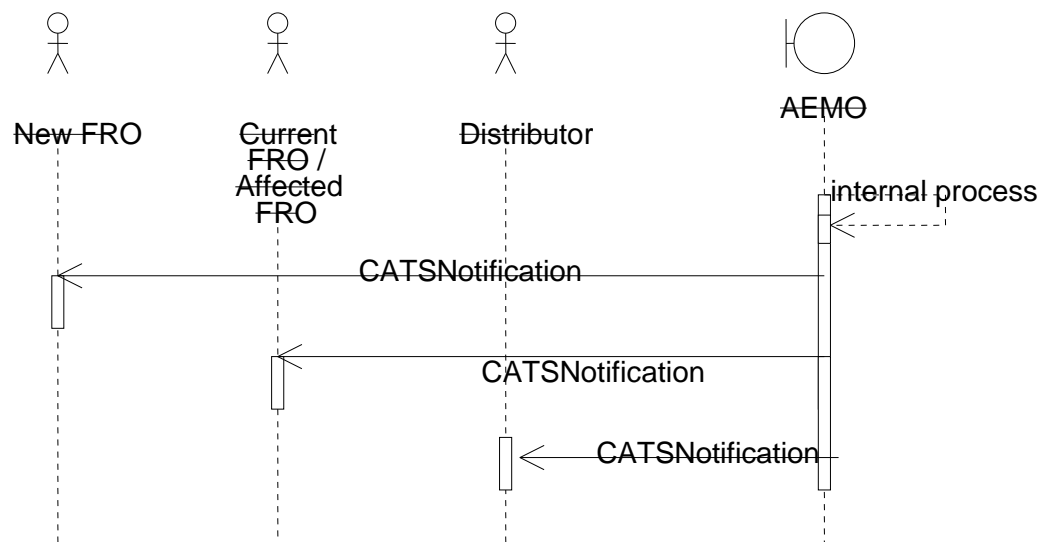 New FRO
Current
FRO /
Affected
FRO
Distributor
AEMO
internal process
CATSNotification
CATSNotification
CATSNotification